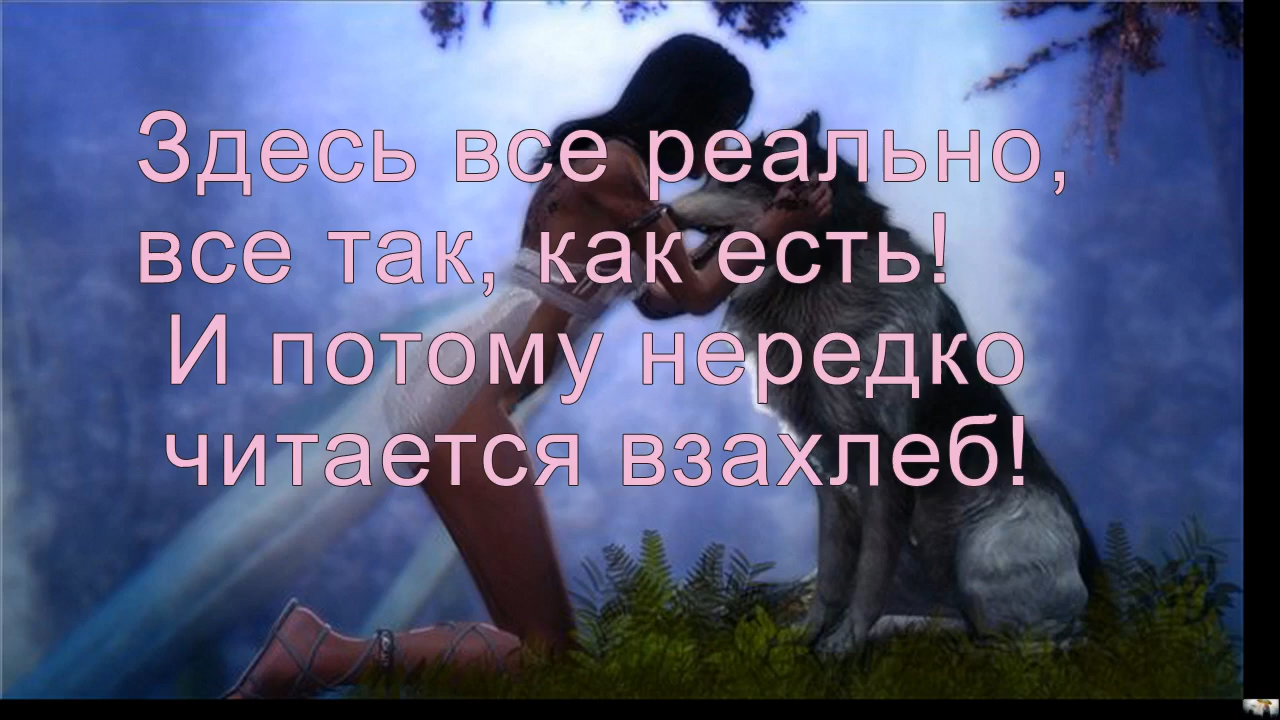 Здесь все реально,
все так, как есть!
И потому нередко
читается взахлеб!